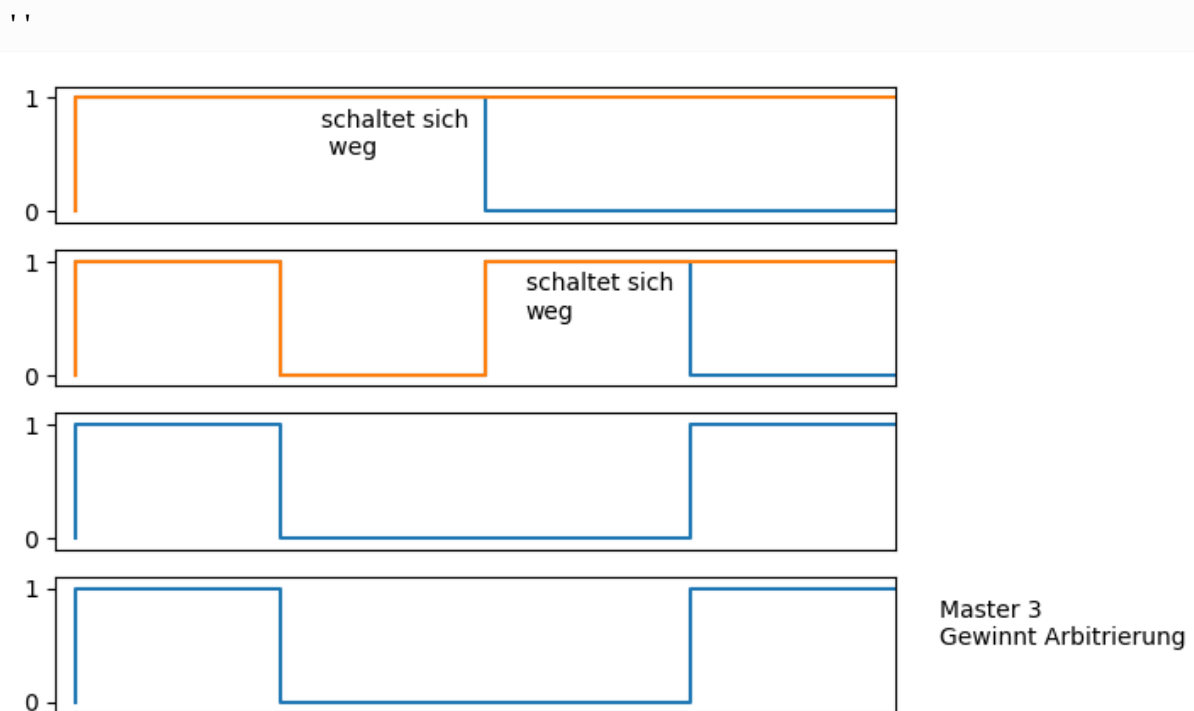 ' '
1
schaltet sich
weg
0
1
schaltet sich
weg
0
1
0
1
Master 3
Gewinnt Arbitrierung
0